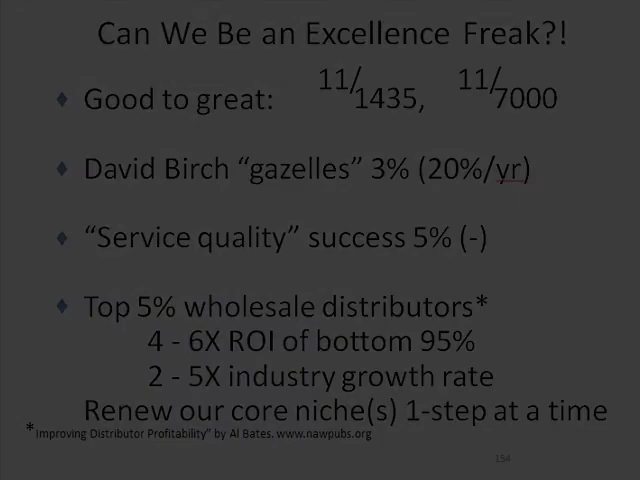 Can We Be an Excellence Freak?!
Good to great: 11/1435, 11/7000
David Birch “gazelles” 3% (20%/yr)
“Service quality” success 5% (-)
Top 5% wholesale distributors*
4 - 6X ROI of bottom 95%
2 - 5X industry growth rate
Renew our core niche(s) 1-step at a time
*Improving Distributor Profitability” by Al Bates. www.nawpubs.org
154